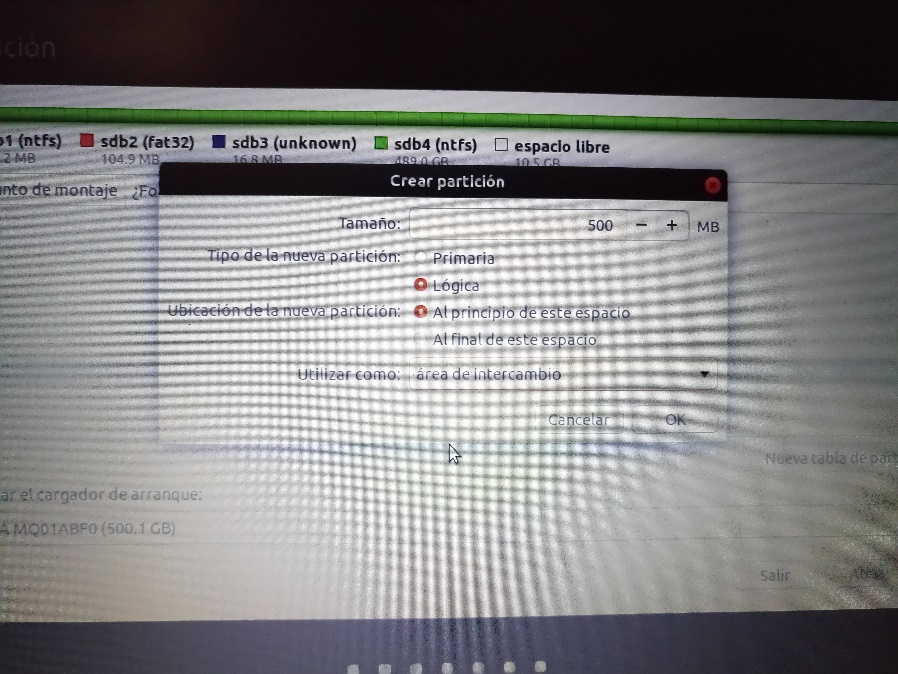 ción
b1 (ntfs) sdb2 (fat32) sdb3 (unknown) sdb4 (ntfs) espacio libre
.2 MB 104.9 MB 16.8 MB 489.0 GB 10.5 GB
nto de montaje ¿Fo
Crear partición
Tamaño: 500 − + MB
Tipo de la nueva partición: Primaria
Lógica
Ubicación de la nueva partición: Al principio de este espacio
Al final de este espacio
Utilizar como: área de intercambio
Cancelar OK
Nueva tabla de part
ar el cargador de arranque:
A MQ01ABF0 (500.1 GB)
Salir